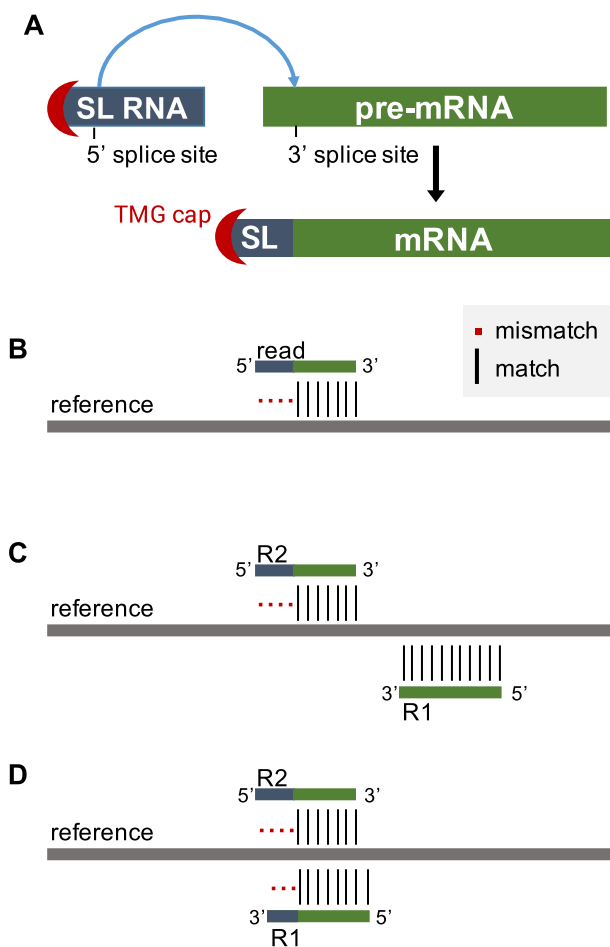 A
SL RNA
pre-mRNA
5’ splice site
3’ splice site
TMG cap
SL
mRNA
mismatch
match
B
5’
read
3’
reference
C
R2
5’
3’
reference
3’
5’
R1
D
R2
5’
3’
reference
3’
5’
R1